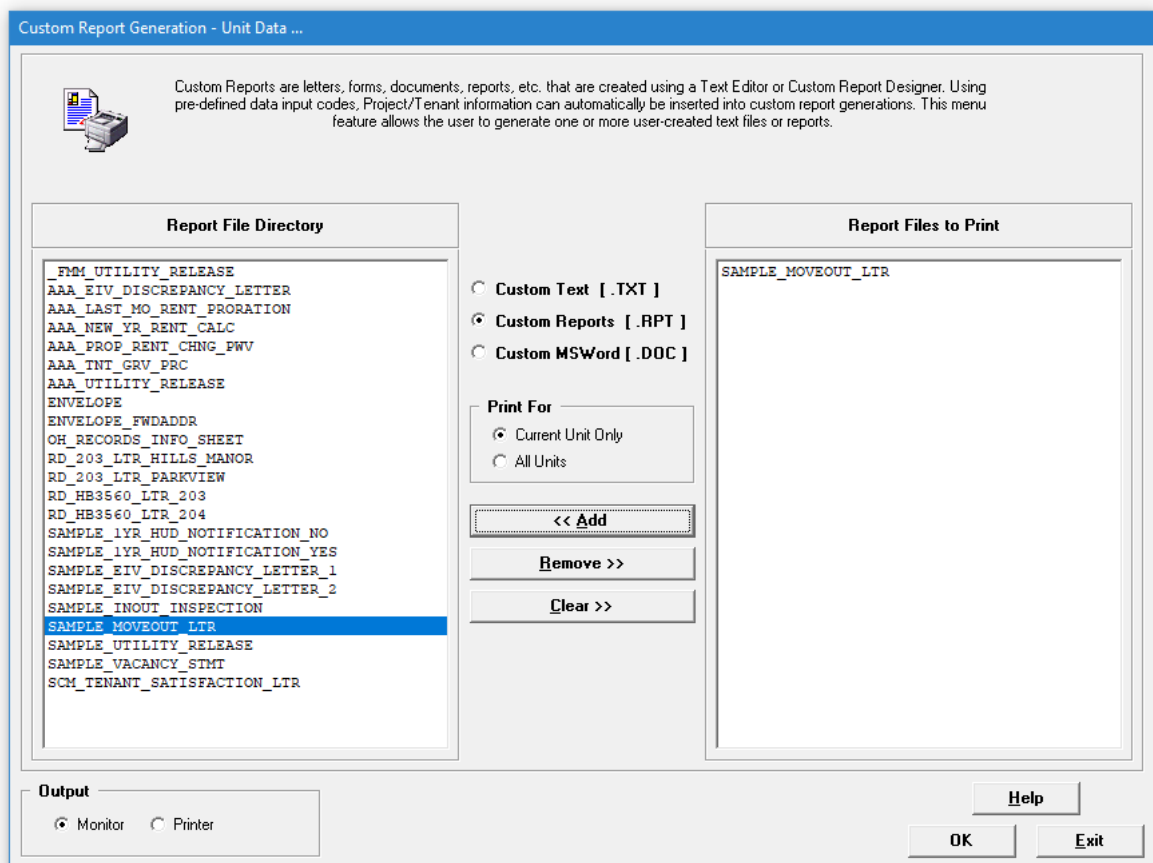 Custom Report Generation - Unit Data ...
Custom Reports are letters, forms, documents, reports, etc. that are created using a Text Editor or Custom Report Designer. Using
pre-defined data input codes, Project/Tenant information can automatically be inserted into custom report generations. This menu
feature allows the user to generate one or more user-created text files or reports.
Report File Directory
_FMM_UTILITY_RELEASE
AAA_EIV_DISCREPANCY_LETTER
AAA_LAST_MO_RENT_PRORATION
AAA_NEW_YR_RENT_CALC
AAA_PROP_RENT_CHNG_PWV
AAA_TNT_GRV_PRC
AAA_UTILITY_RELEASE
ENVELOPE
ENVELOPE_FWDADDR
OH_RECORDS_INFO_SHEET
RD_203_LTR_HILLS_MANOR
RD_203_LTR_PARKVIEW
RD_HB3560_LTR_203
RD_HB3560_LTR_204
SAMPLE_1YR_HUD_NOTIFICATION_NO
SAMPLE_1YR_HUD_NOTIFICATION_YES
SAMPLE_EIV_DISCREPANCY_LETTER_1
SAMPLE_EIV_DISCREPANCY_LETTER_2
SAMPLE_INOUT_INSPECTION
SAMPLE_MOVEOUT_LTR
SAMPLE_UTILITY_RELEASE
SAMPLE_VACANCY_STMT
SCM_TENANT_SATISFACTION_LTR
Custom Text [ .TXT ]
Custom Reports [ .RPT ]
Custom MSWord [ .DOC ]
Print For
Current Unit Only
All Units
<< Add
Remove >>
Clear >>
Report Files to Print
SAMPLE_MOVEOUT_LTR
Output
Monitor
Printer
Help
OK
Exit